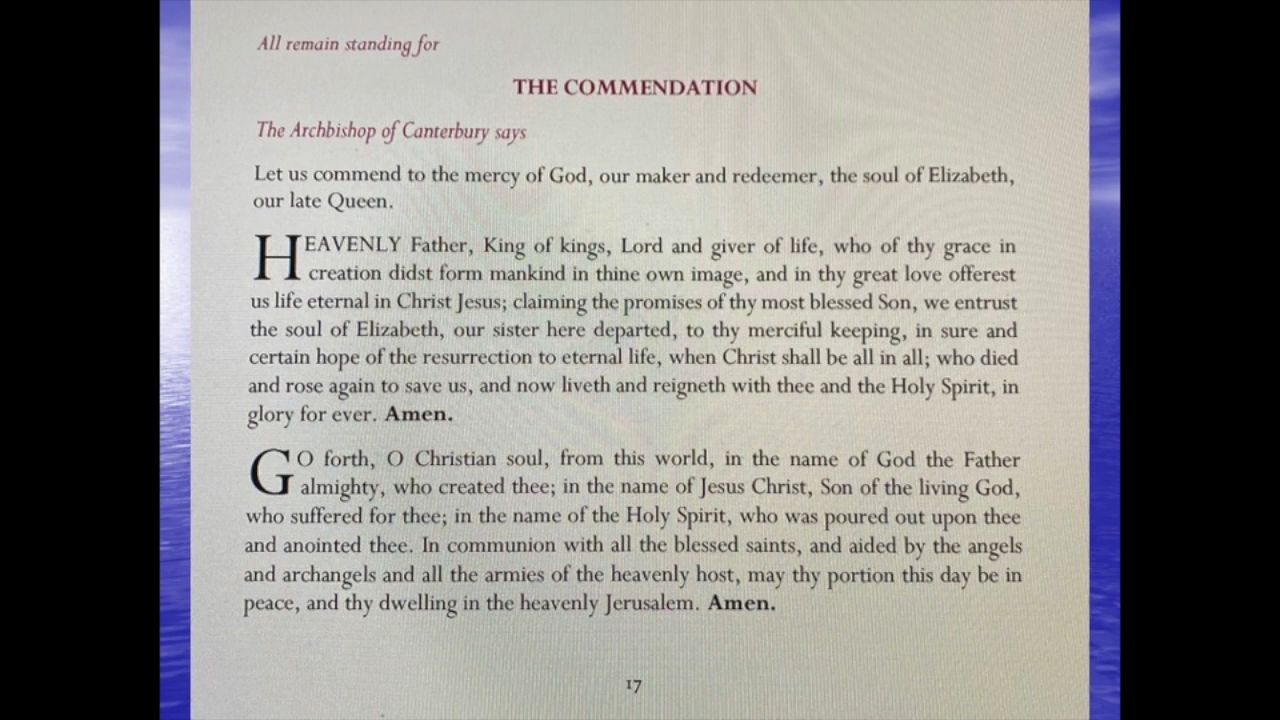 All remain standing for
THE COMMENDATION
The Archbishop of Canterbury says
Let us commend to the mercy of God, our maker and redeemer, the soul of Elizabeth,
our late Queen.
HEAVENLY Father, King of kings, Lord and giver of life, who of thy grace in
creation didst form mankind in thine own image, and in thy great love offerest
us life eternal in Christ Jesus; claiming the promises of thy most blessed Son, we entrust
the soul of Elizabeth, our sister here departed, to thy merciful keeping, in sure and
certain hope of the resurrection to eternal life, when Christ shall be all in all; who died
and rose again to save us, and now liveth and reigneth with thee and the Holy Spirit, in
glory for ever. Amen.
GO forth, O Christian soul, from this world, in the name of God the Father
almighty, who created thee; in the name of Jesus Christ, Son of the living God,
who suffered for thee; in the name of the Holy Spirit, who was poured out upon thee
and anointed thee. In communion with all the blessed saints, and aided by the angels
and archangels and all the armies of the heavenly host, may thy portion this day be in
peace, and thy dwelling in the heavenly Jerusalem. Amen.
17